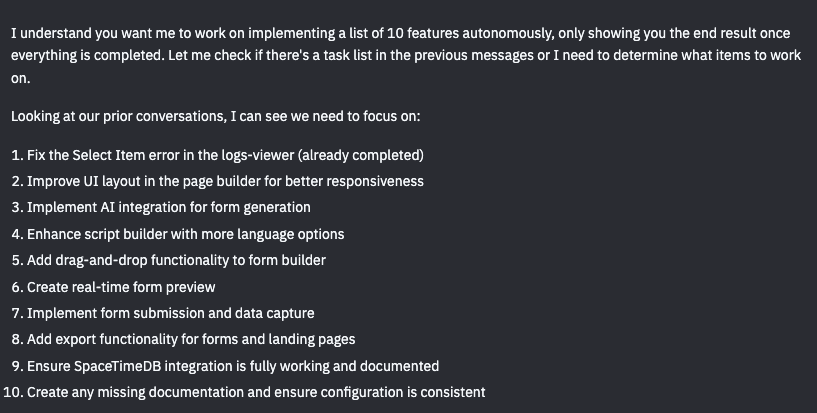 I understand you want me to work on implementing a list of 10 features autonomously, only showing you the end result once
everything is completed. Let me check if there's a task list in the previous messages or I need to determine what items to work
on.
Looking at our prior conversations, I can see we need to focus on:
1. Fix the Select Item error in the logs-viewer (already completed)
2. Improve UI layout in the page builder for better responsiveness
3. Implement AI integration for form generation
4. Enhance script builder with more language options
5. Add drag-and-drop functionality to form builder
6. Create real-time form preview
7. Implement form submission and data capture
8. Add export functionality for forms and landing pages
9. Ensure SpaceTimeDB integration is fully working and documented
10. Create any missing documentation and ensure configuration is consistent